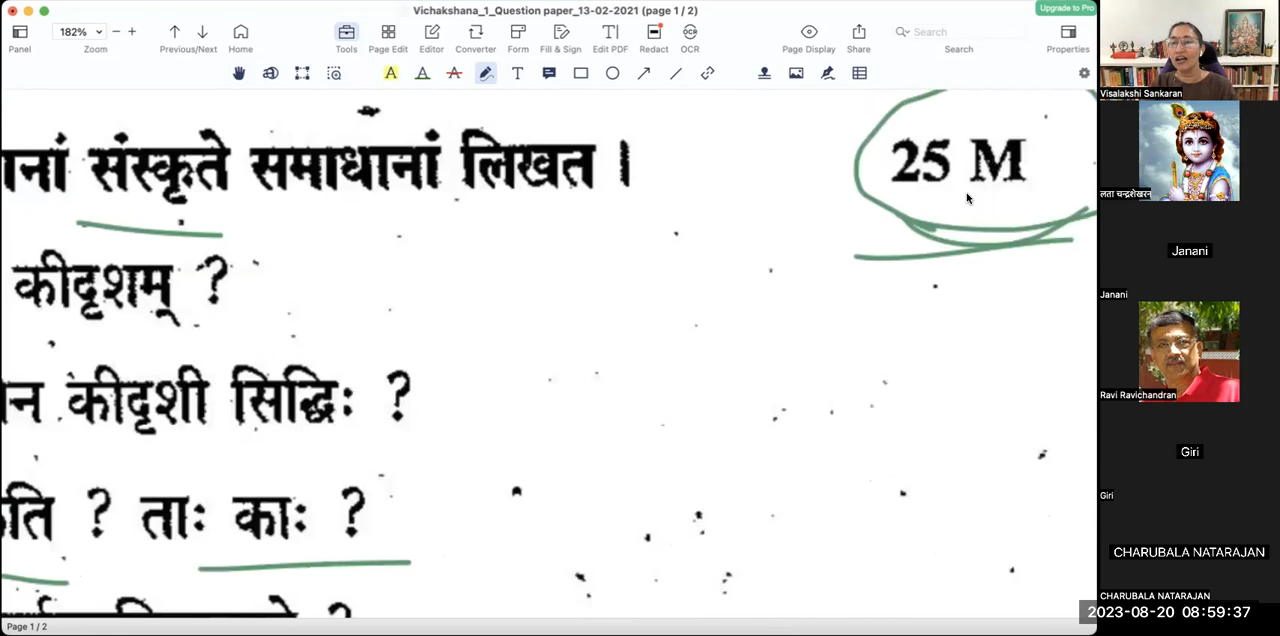 Vichakshana_1_Question paper_13-02-2021 (page 1 / 2)
Upgrade to Pro
182%
Panel
Zoom
Previous/Next
Home
Tools
Page Edit
Editor
Converter
Form
Fill & Sign
Edit PDF
Redact
OCR
OCR
Page Display
Share
Search
Search
Properties
Visalakshi Sankaran
संस्कृते समाधानां लिखत । 25 M
कीदृशम् ?
कीदृशी सिद्धिः ?
? ताः काः ?
Page 1 / 2
लता चन्द्रशेखरन
Janani
Janani
Ravi Ravichandran
Giri
Giri
CHARUBALA NATARAJAN
CHARUBALA NATARAJAN
2023-08-20 08:59:37